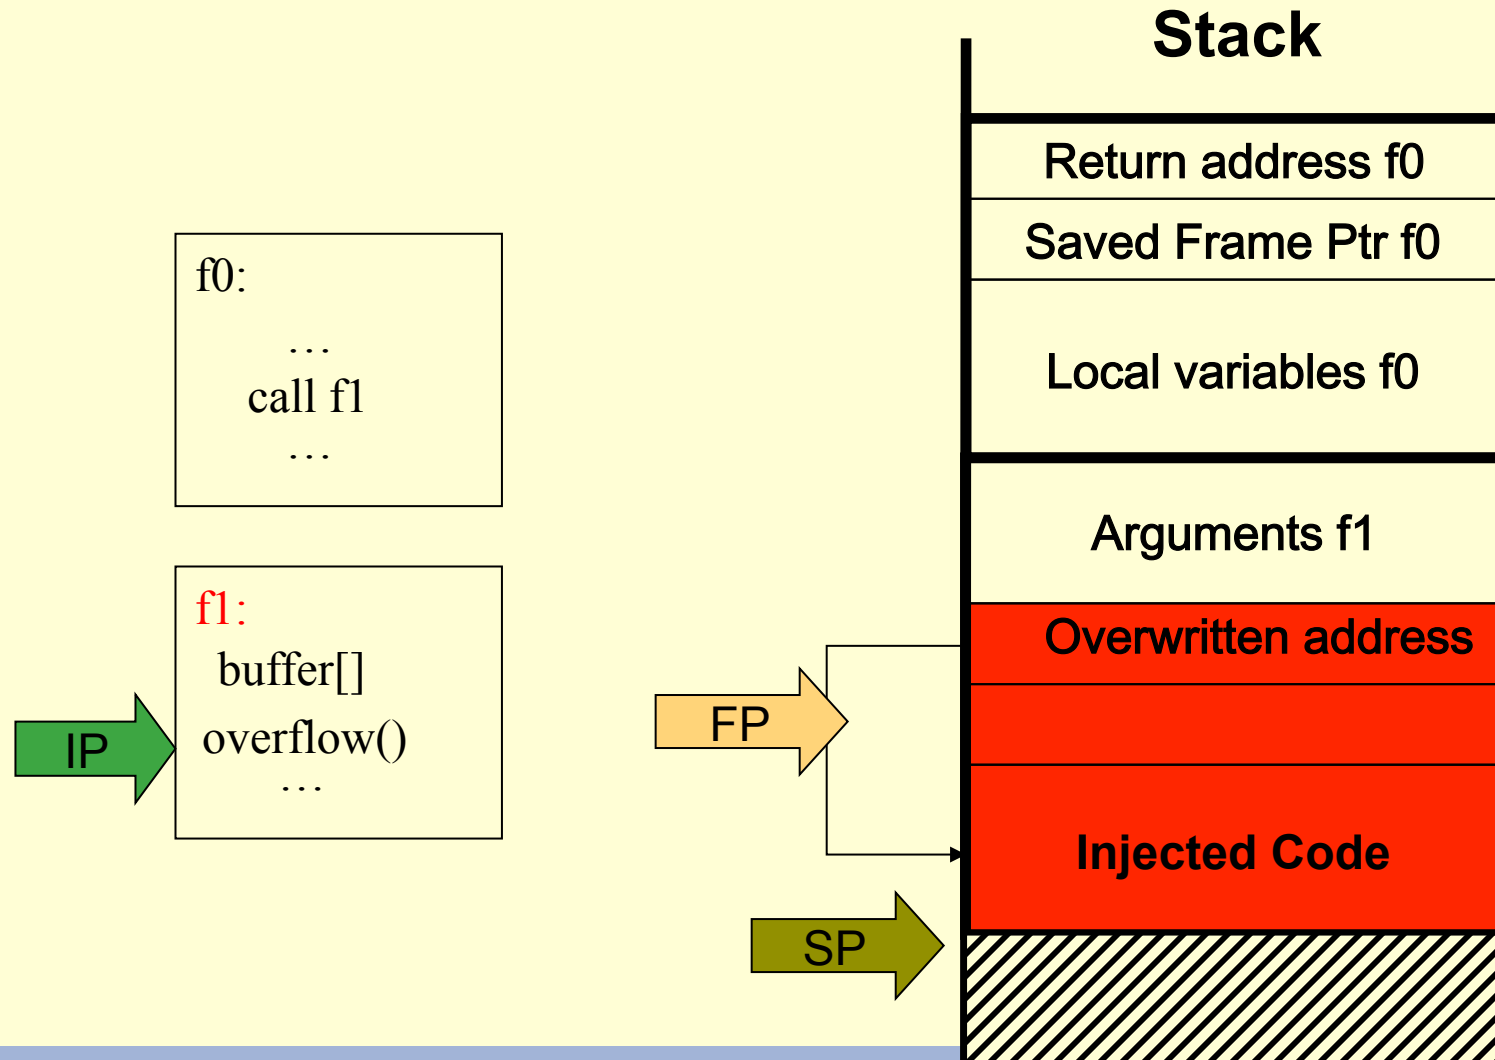 Stack
Return address f0
Saved Frame Ptr f0
Local variables f0
Arguments f1
Overwritten address
Injected Code
f0:
…
call f1
…
f1:
buffer[]
overflow()
…
IP
FP
SP